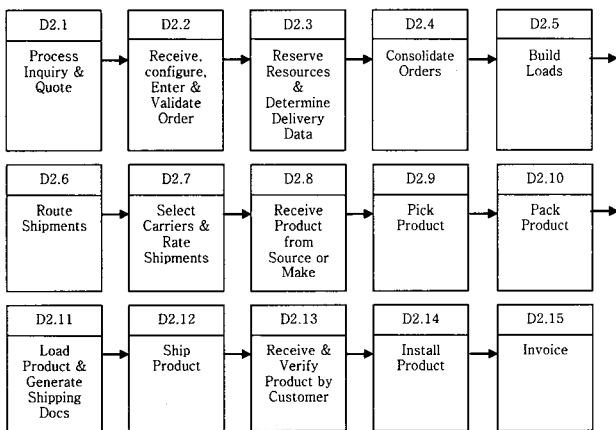 D2.1
Process
Inquiry &
Quote
D2.2
Receive,
configure,
Enter &
Validate
Order
D2.3
Reserve
Resources
&
Determine
Delivery
Data
D2.4
Consolidate
Orders
D2.5
Build
Loads
D2.6
Route
Shipments
D2.7
Select
Carriers &
Rate
Shipments
D2.8
Receive
Product
from
Source or
Make
D2.9
Pick
Product
D2.10
Pack
Product
D2.11
Load
Product &
Generate
Shipping
Docs
D2.12
Ship
Product
D2.13
Receive &
Verify
Product by
Customer
D2.14
Install
Product
D2.15
Invoice